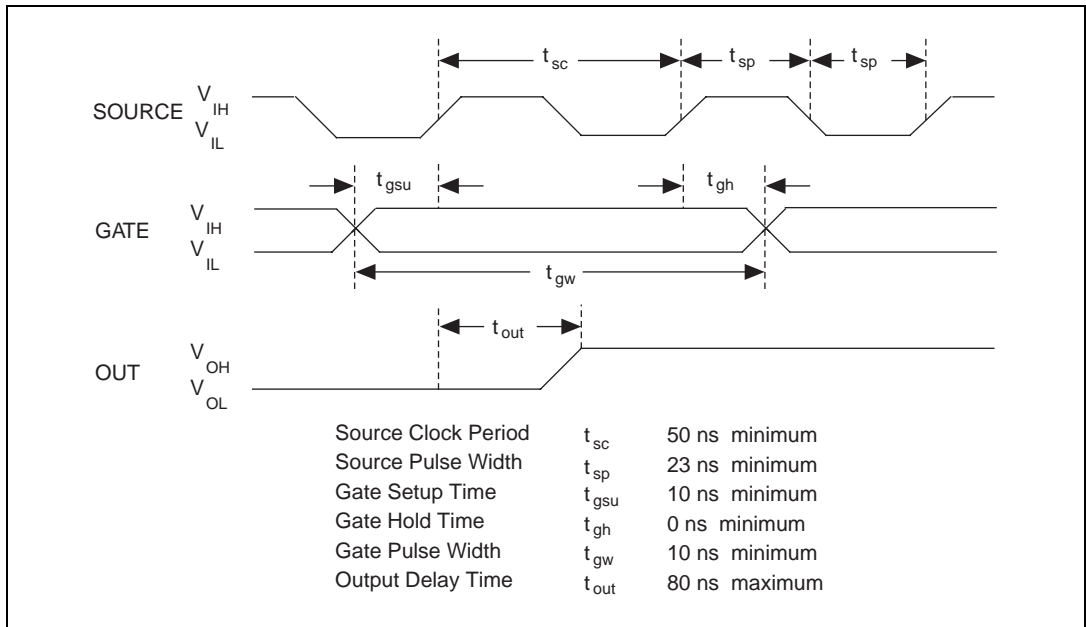 t sc t sp t sp
SOURCE V IH
V IL
t gsu t gh
GATE V IH
V IL
t gw
t out
OUT V OH
V OL
Source Clock Period t sc 50 ns minimum
Source Pulse Width t sp 23 ns minimum
Gate Setup Time t gsu 10 ns minimum
Gate Hold Time t gh 0 ns minimum
Gate Pulse Width t gw 10 ns minimum
Output Delay Time t out 80 ns maximum